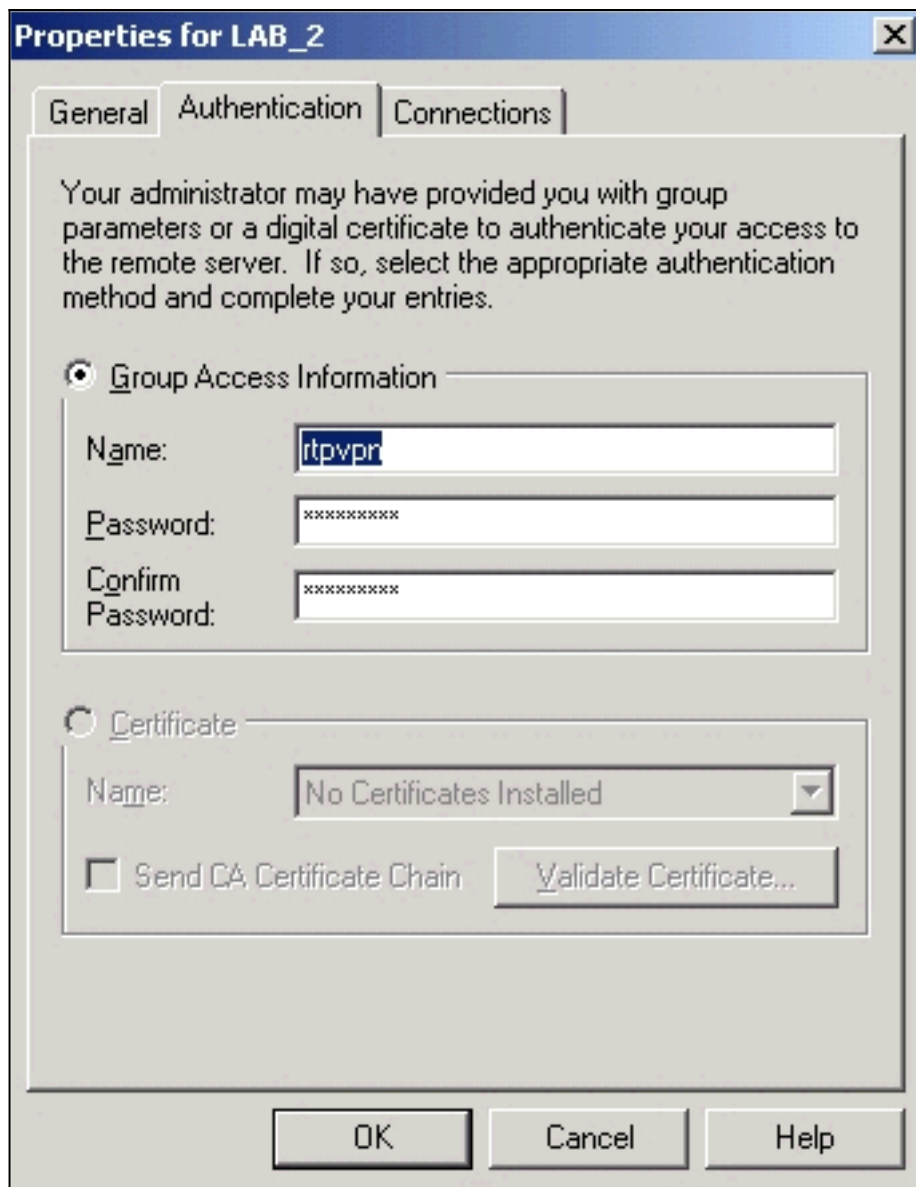 Properties for LAB_2
General Authentication Connections
Your administrator may have provided you with group
parameters or a digital certificate to authenticate your access to
the remote server. If so, select the appropriate authentication
method and complete your entries.
Group Access Information
Name: rtpvpn
Password: *********
Confirm
Password: *********
Certificate
Name: No Certificates Installed
Send CA Certificate Chain Validate Certificate...
OK Cancel Help